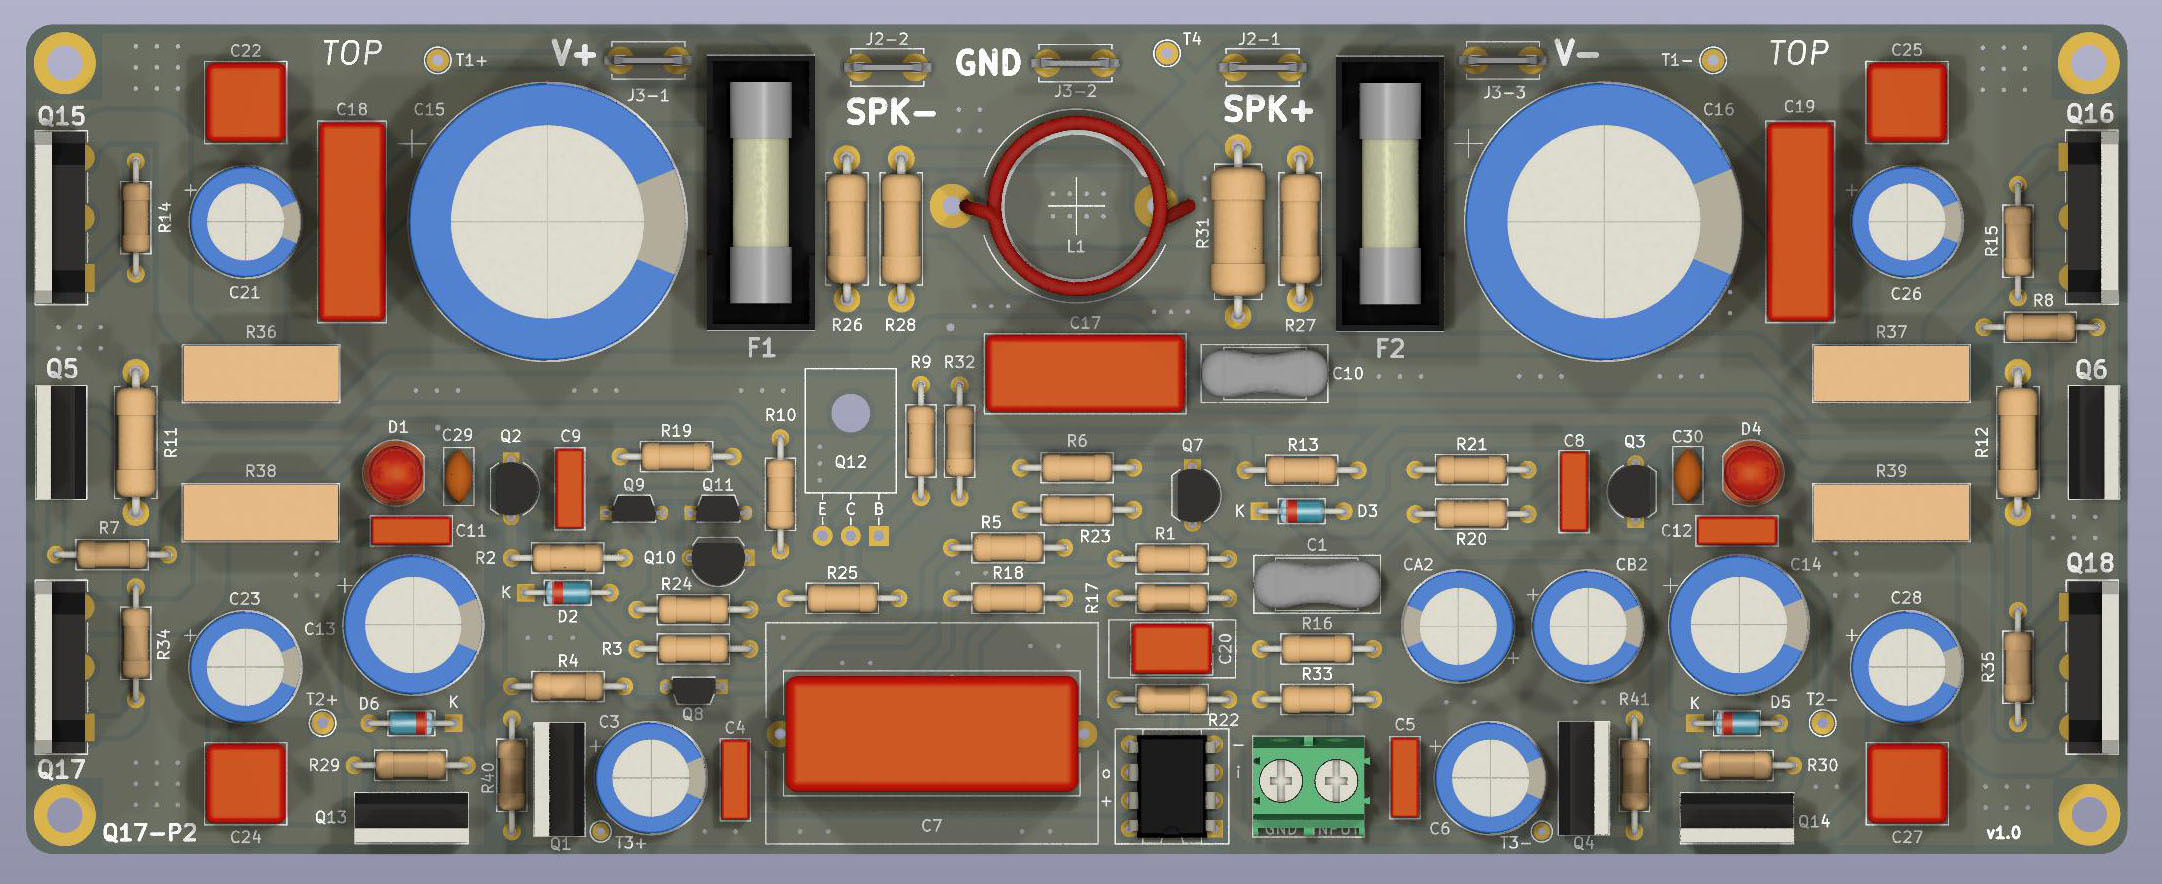 C22
TOP
T1+
V+
J2-2
GND
T4
J2-1
V-
T1-
TOP
C25
Q15
C18
C15
J3-1
SPK-
J3-2
SPK+
J3-3
C16
C19
Q16
R14
L1
R31
R15
C21
C26
R8
R26
R28
R27
R36
F1
C17
F2
R37
Q5
R9
R32
C10
Q6
R10
D1
C29
Q2
C9
R19
R11
Q12
R6
Q7
R13
R21
C8
Q3
C30
D4
R12
R38
Q9
Q11
E
C
B
K
D3
R39
R7
C11
R5
R23
R1
R20
C12
R2
Q10
K
D2
R24
R25
R18
R17
C1
CA2
CB2
C14
Q18
C23
C13
R34
R3
R4
C20
R16
R33
C28
R35
T2+
D6
K
Q8
R22
R41
K
D5
T2-
Q17
R29
R40
C3
C4
-
i
o
+
C5
R30
Q13
Q14
Q17-P2
C24
Q1
T3+
C7
GND
INPUT
C6
T3-
Q4
C27
v1.0